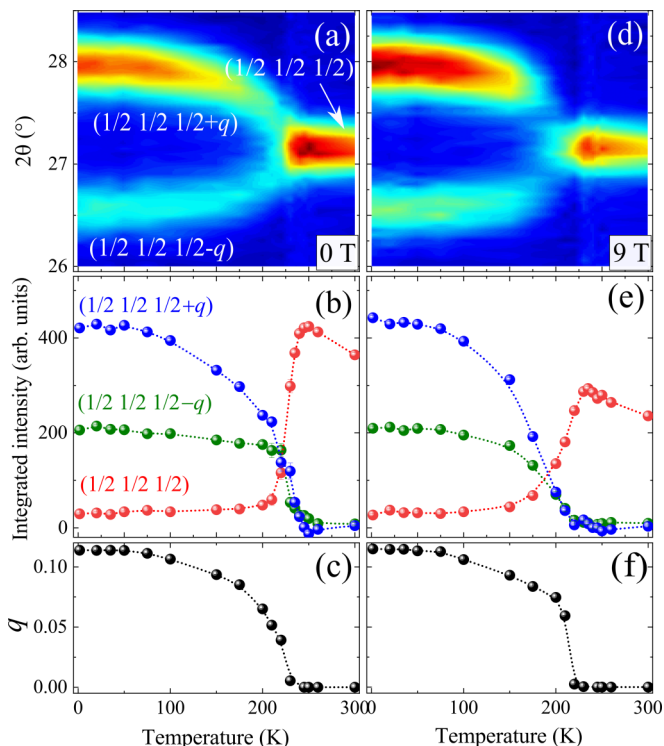 (a)
(1/2 1/2 1/2)
(1/2 1/2 1/2+q)
(1/2 1/2 1/2-q)
0 T
28
27
26
2θ (°)
(d)
9 T
(b)
(1/2 1/2 1/2+q)
(1/2 1/2 1/2−q)
(1/2 1/2 1/2)
400
200
0
Integrated intensity (arb. units)
(e)
(c)
0.10
0.05
0.00
q
0 100 200 300
Temperature (K)
(f)
0 100 200 300
Temperature (K)